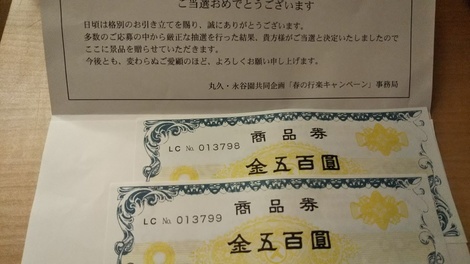 ご当選おめでとうございます
日頃は格別のお引き立てを賜り、誠にありがとうございます。
多数のご応募の中から厳正な抽選を行った結果、貴方様がご当選と決定いたしましたので
ここに景品を贈らせていただきます。
今後とも、変わらぬご愛顧のほど、よろしくお願い申し上げます。
丸久・永谷園共同企画「春の行楽キャンペーン」事務局
商品券
LC No. 013798
金五百圓
商品券
LC No. 013799
金五百圓